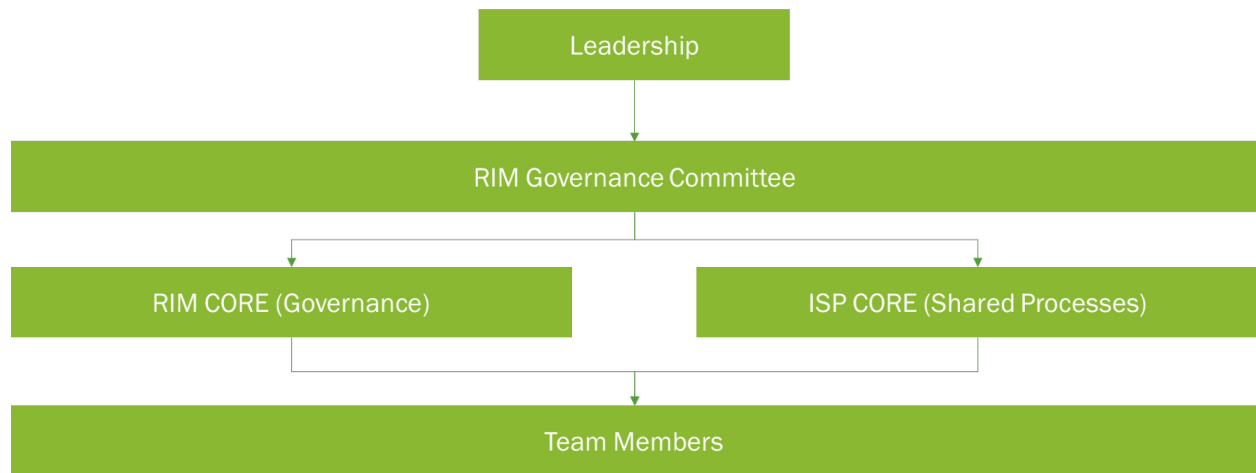 Leadership
RIM Governance Committee
RIM CORE (Governance)
ISP CORE (Shared Processes)
Team Members